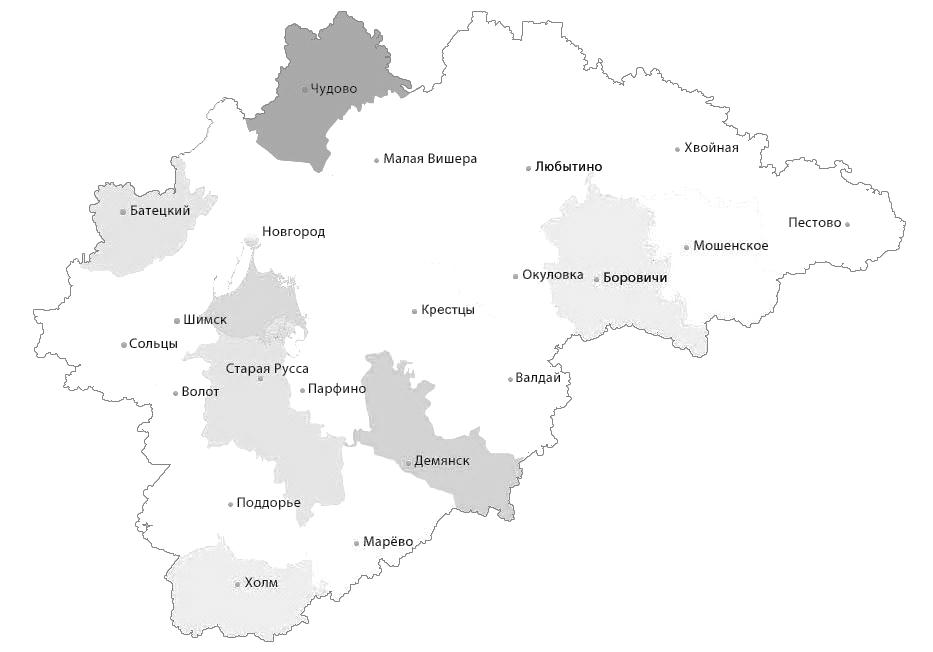 Чудово
Хвойная
Малая Вишера
Любытино
Батецкий
Пестово
Новгород
Мошенское
Окуловка
Боровичи
Крестцы
Шимск
Сольцы
Старая Русса
Валдай
Парфино
Волот
Демянск
Поддорье
Марёво
Холм